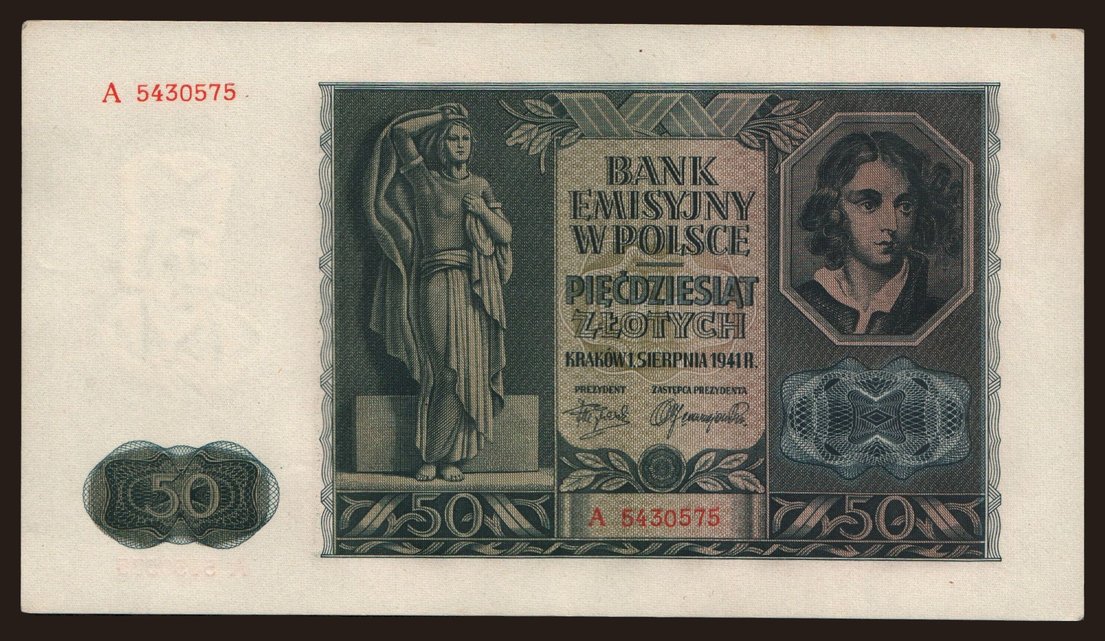 A 5430575
BANK
EMISYJNY
W POLSCE
PIĘĆDZIESIĄT
ZŁOTYCH
KRAKÓW 1. SIERPNIA 1941 R.
PREZYDENT ZASTĘPCA PREZYDENTA
50
50
A 5430575
50